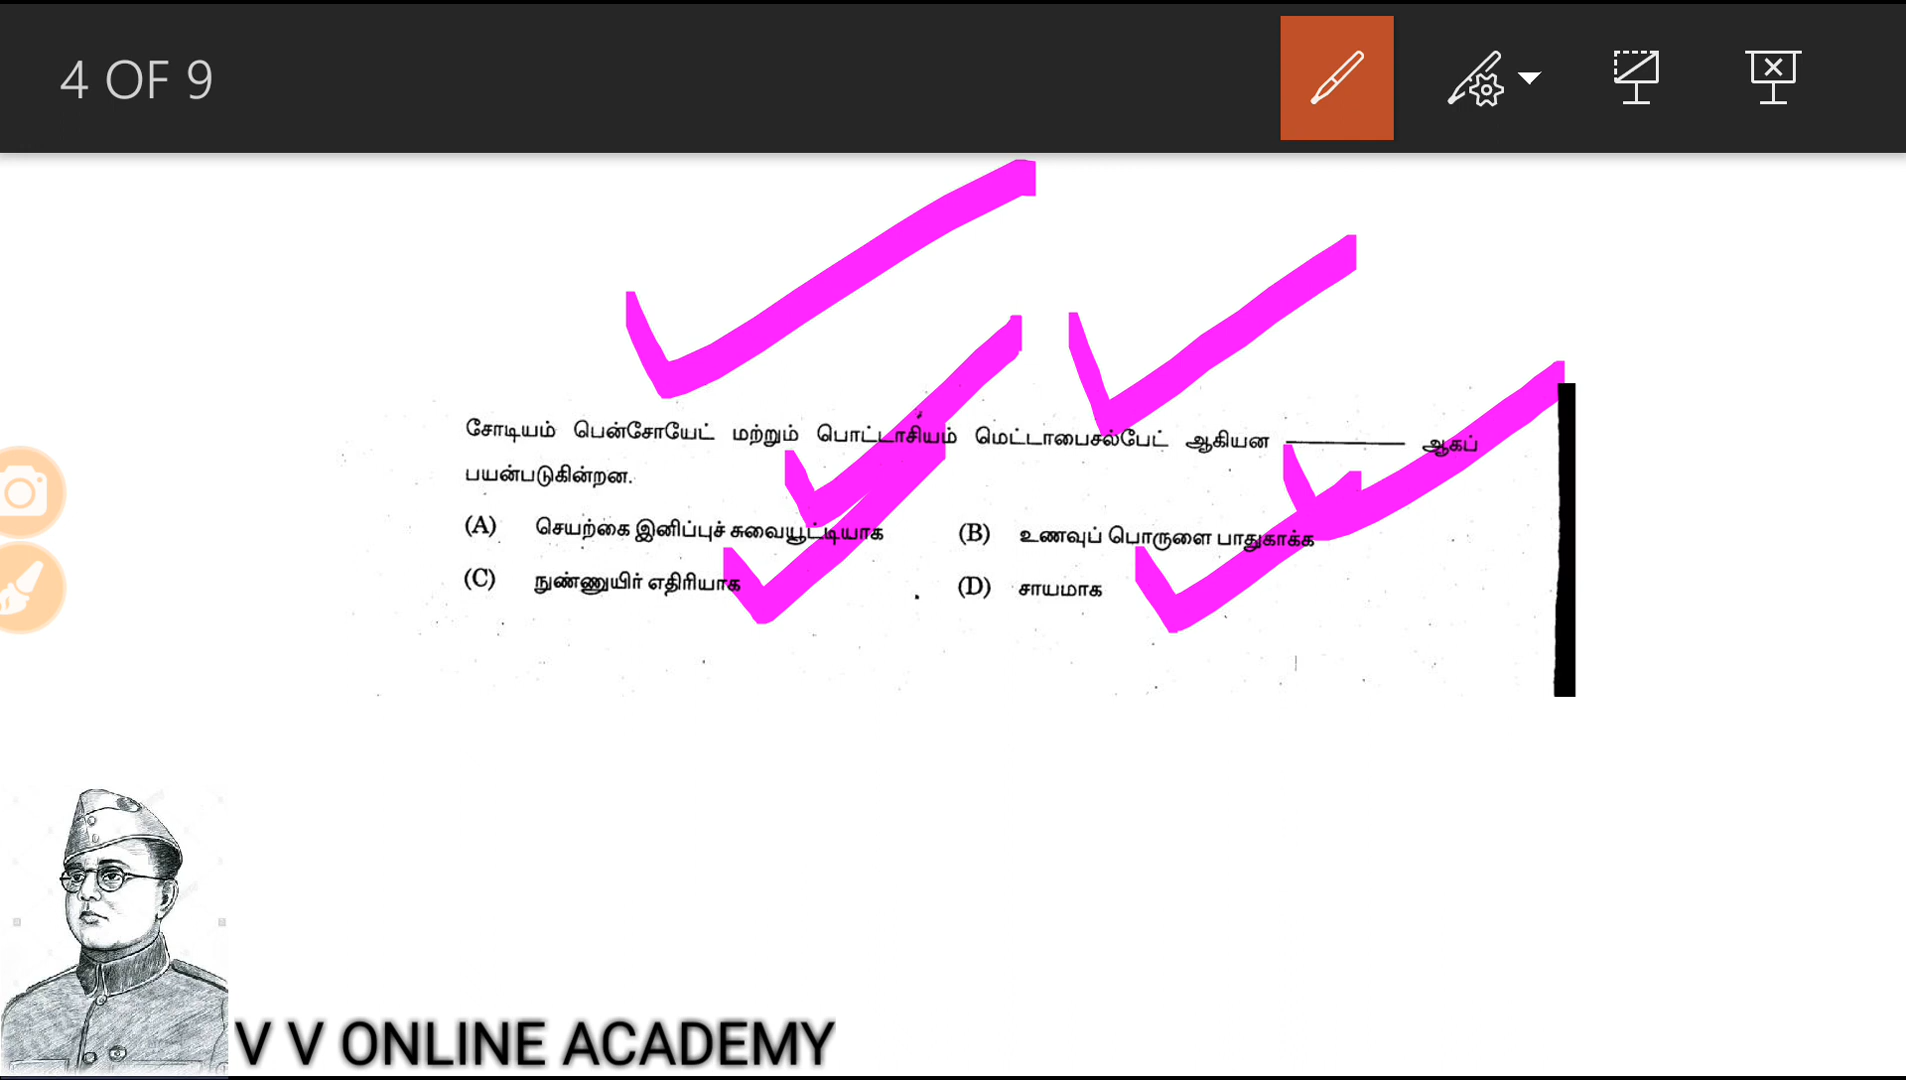 4 OF 9
சோடியம் பென்சோயேட் மற்றும் பொட்டாசியம் மெட்டாபைசல்பேட் ஆகியன ________ ஆகப்
பயன்படுகின்றன.
(A) செயற்கை இனிப்புச் சுவையூட்டியாக (B) உணவுப் பொருளை பாதுகாக்க
(C) நுண்ணுயிர் எதிரியாக (D) சாயமாக
V V ONLINE ACADEMY